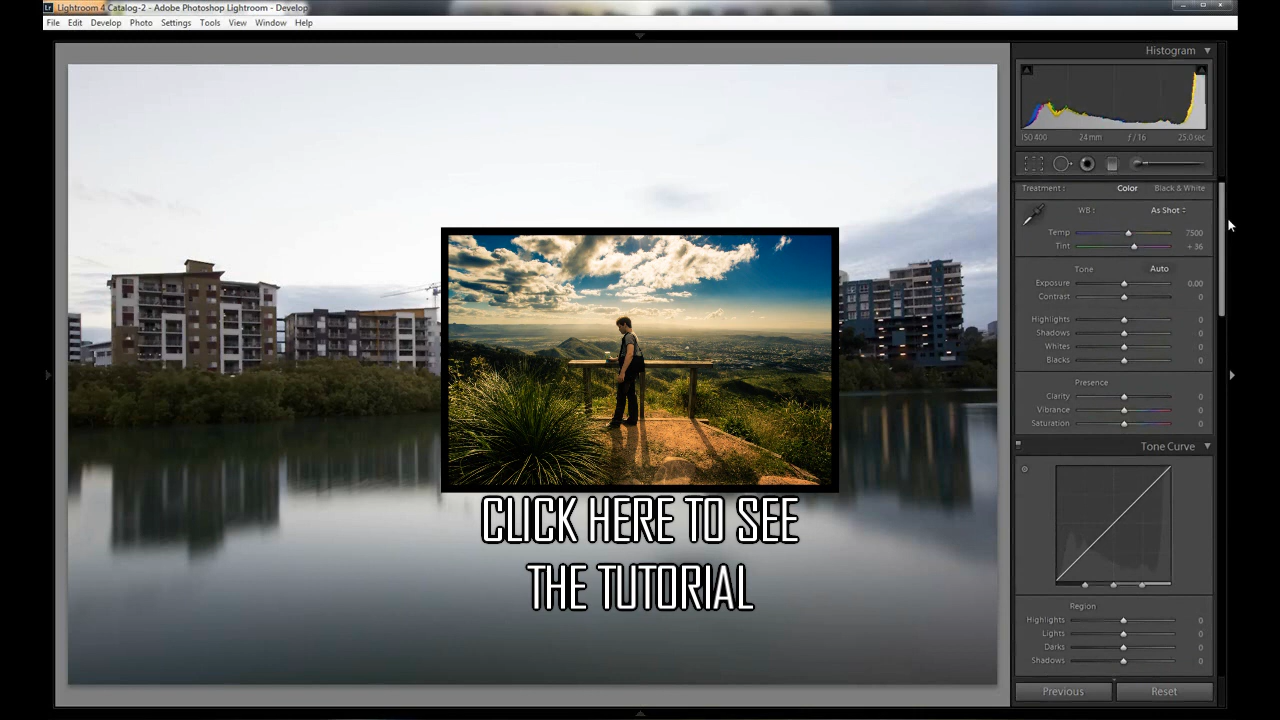 Lightroom 4 Catalog-2 - Adobe Photoshop Lightroom - Develop
File Edit Develop Photo Settings Tools View Window Help
Histogram
ISO 400 24 mm f / 16 25.0 sec
Treatment : Color Black & White
WB : As Shot
Temp 7500
Tint + 36
Tone Auto
Exposure 0.00
Contrast 0
Highlights 0
Shadows 0
Whites 0
Blacks 0
Presence
Clarity 0
Vibrance 0
Saturation 0
Tone Curve
CLICK HERE TO SEE
THE TUTORIAL
Region
Highlights 0
Lights 0
Darks 0
Shadows 0
Previous Reset